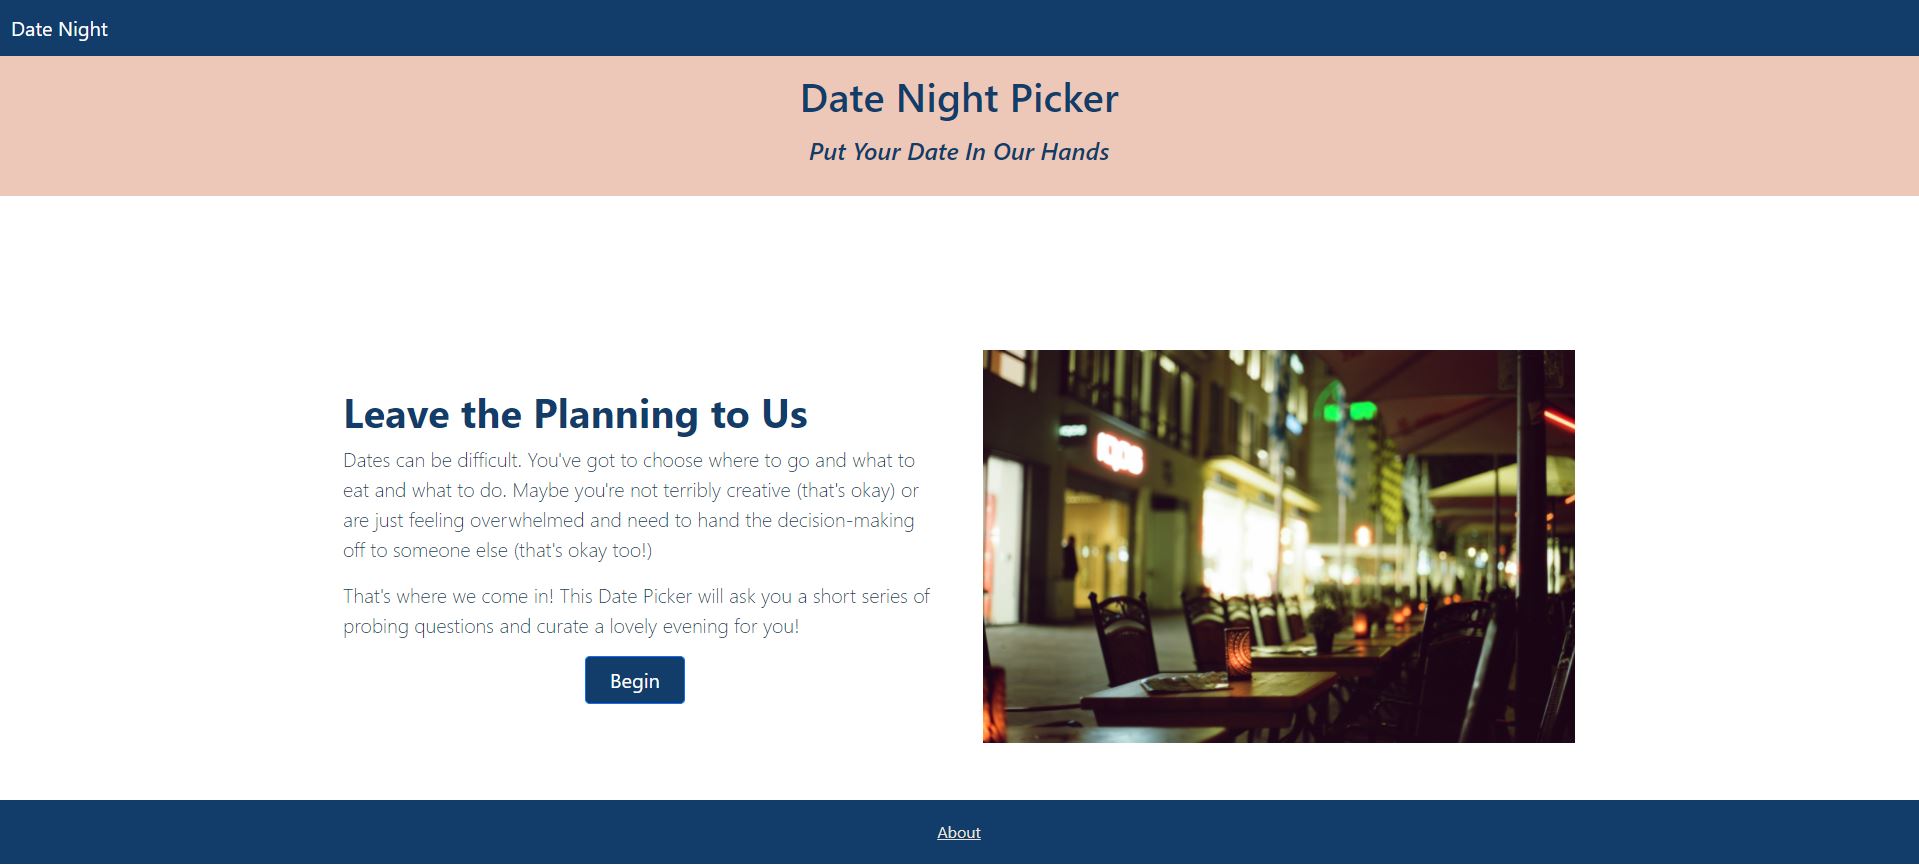 Date Night
Date Night Picker
Put Your Date In Our Hands
Leave the Planning to Us
Dates can be difficult. You've got to choose where to go and what to
eat and what to do. Maybe you're not terribly creative (that's okay) or
are just feeling overwhelmed and need to hand the decision-making
off to someone else (that's okay too!)
That's where we come in! This Date Picker will ask you a short series of
probing questions and curate a lovely evening for you!
Begin
About